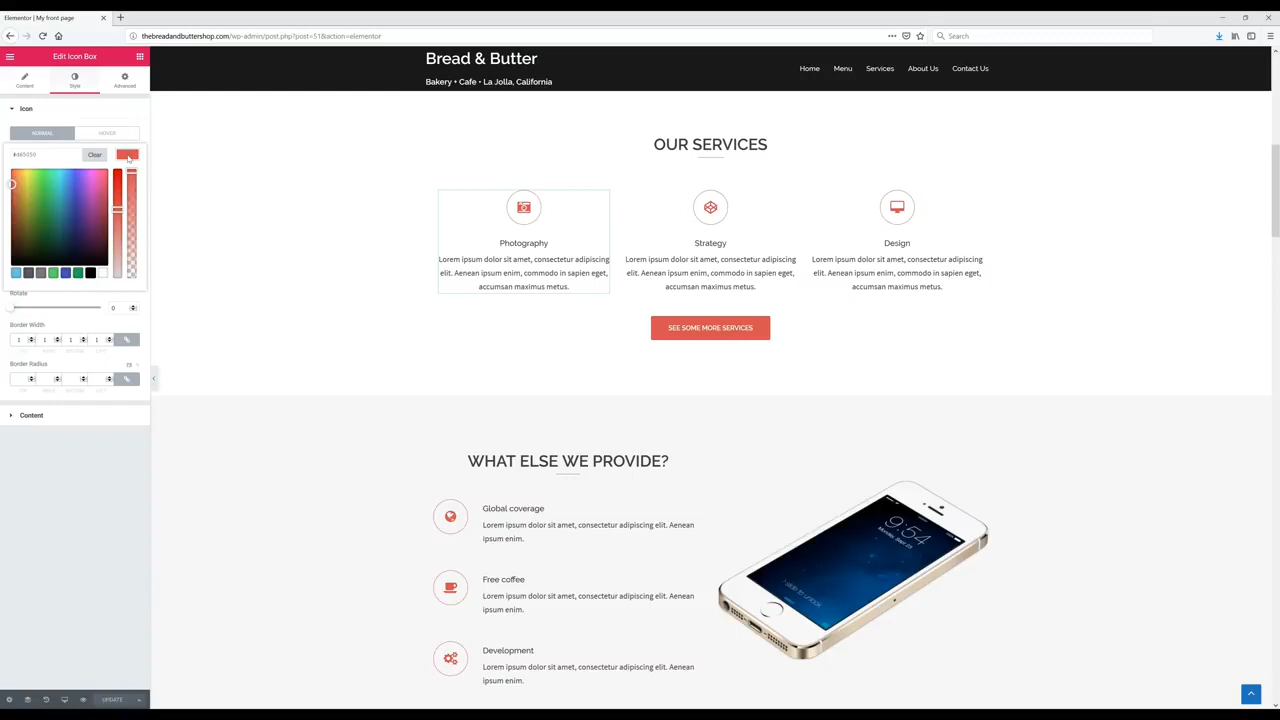 Elementor | My front page
thebreadandbuttershop.com/wp-admin/post.php?post=51&action=elementor
Search
Edit Icon Box
Content
Style
Advanced
Icon
NORMAL
HOVER
Clear
Rotate
0
Border Width
1 1 1 1
Border Radius
Content
UPDATE
Bread & Butter
Bakery • Cafe • La Jolla, California
Home Menu Services About Us Contact Us
OUR SERVICES
Photography
Lorem ipsum dolor sit amet, consectetur adipiscing
elit. Aenean ipsum enim, commodo in sapien eget,
accumsan maximus metus.
Strategy
Lorem ipsum dolor sit amet, consectetur adipiscing
elit. Aenean ipsum enim, commodo in sapien eget,
accumsan maximus metus.
Design
Lorem ipsum dolor sit amet, consectetur adipiscing
elit. Aenean ipsum enim, commodo in sapien eget,
accumsan maximus metus.
SEE SOME MORE SERVICES
WHAT ELSE WE PROVIDE?
Global coverage
Lorem ipsum dolor sit amet, consectetur adipiscing elit. Aenean
ipsum enim.
Free coffee
Lorem ipsum dolor sit amet, consectetur adipiscing elit. Aenean
ipsum enim.
Development
Lorem ipsum dolor sit amet, consectetur adipiscing elit. Aenean
ipsum enim.
9:54